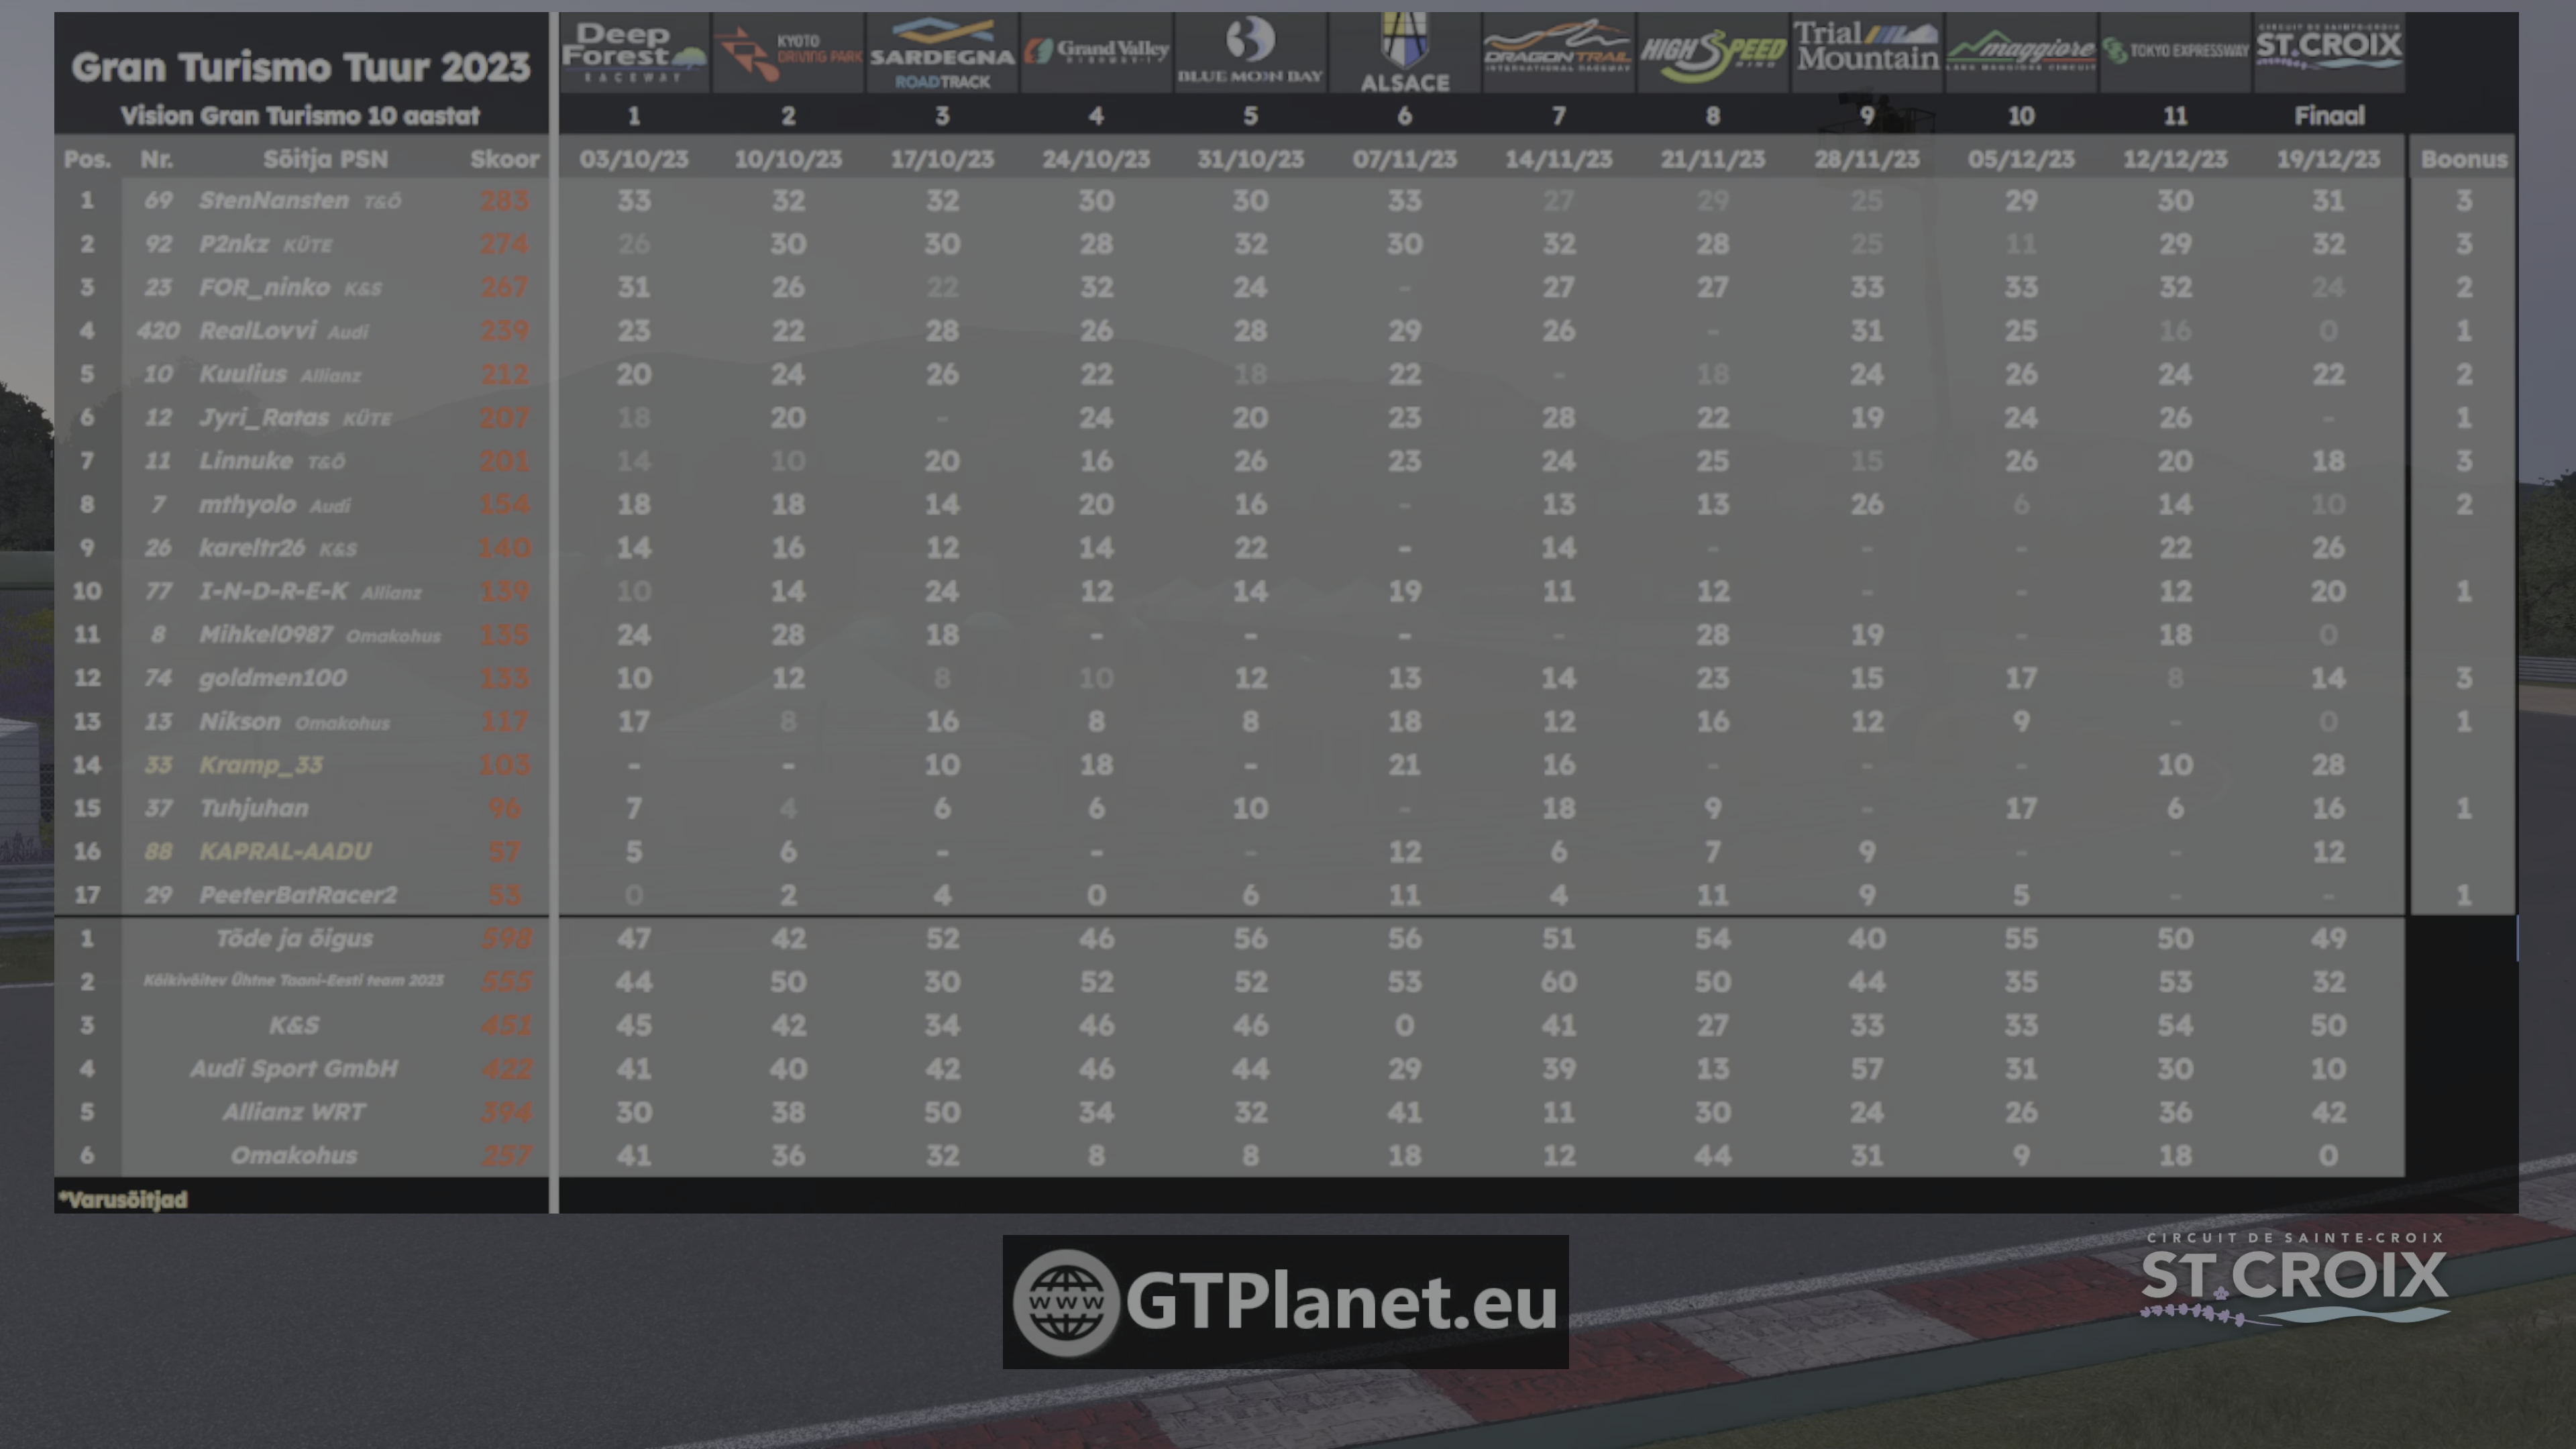 Gran Turismo Tuur 2023
Vision Gran Turismo 10 aastat
Deep Forest RACEWAY
KYOTO DRIVING PARK
SARDEGNA ROAD TRACK
Grand Valley
BLUE MOON BAY
ALSACE
DRAGON TRAIL
HIGH SPEED RING
Trial Mountain
maggiore
TOKYO EXPRESSWAY
CIRCUIT DE SAINTE-CROIX ST.CROIX
1 2 3 4 5 6 7 8 9 10 11 Finaal
Pos. Nr. Sõitja PSN Skoor 03/10/23 10/10/23 17/10/23 24/10/23 31/10/23 07/11/23 14/11/23 21/11/23 28/11/23 05/12/23 12/12/23 19/12/23 Boonus
1 69 StenNansten T&Õ 283 33 32 32 30 30 33 27 29 25 29 30 31 3
2 92 P2nkz KÜTE 274 26 30 30 28 32 30 32 28 25 11 29 32 3
3 23 FOR_ninko K&S 267 31 26 22 32 24 - 27 27 33 33 32 24 2
4 420 RealLovvi Audi 239 23 22 28 26 28 29 26 - 31 25 16 0 1
5 10 Kuulius Allianz 212 20 24 26 22 18 22 - 18 24 26 24 22 2
6 12 Jyri_Ratas KÜTE 207 18 20 - 24 20 23 28 22 19 24 26 - 1
7 11 Linnuke T&Õ 201 14 10 20 16 26 23 24 25 15 26 20 18 3
8 7 mthyolo Audi 154 18 18 14 20 16 - 13 13 26 6 14 10 2
9 26 kareltr26 K&S 140 14 16 12 14 22 - 14 - - - 22 26
10 77 I-N-D-R-E-K Allianz 139 10 14 24 12 14 19 11 12 - - 12 20 1
11 8 Mihkel0987 Omakohus 135 24 28 18 - - - - 28 19 - 18 0
12 74 goldmen100 133 10 12 8 10 12 13 14 23 15 17 8 14 3
13 13 Nikson Omakohus 117 17 8 16 8 8 18 12 16 12 9 - 0 1
14 33 Kramp_33 103 - - 10 18 - 21 16 - - - 10 28
15 37 Tuhjuhan 96 7 4 6 6 10 - 18 9 - 17 6 16 1
16 88 KAPRAL-AADU 57 5 6 - - - 12 6 7 9 - - 12
17 29 PeeterBatRacer2 53 0 2 4 0 6 11 4 11 9 5 - - 1
1 Tõde ja õigus 598 47 42 52 46 56 56 51 54 40 55 50 49
2 Kõikivõitev Ühtne Taani-Eesti team 2023 555 44 50 30 52 52 53 60 50 44 35 53 32
3 K&S 451 45 42 34 46 46 0 41 27 33 33 54 50
4 Audi Sport GmbH 422 41 40 42 46 44 29 39 13 57 31 30 10
5 Allianz WRT 394 30 38 50 34 32 41 11 30 24 26 36 42
6 Omakohus 257 41 36 32 8 8 18 12 44 31 9 18 0
*Varusõitjad
WWW GTPlanet.eu
CIRCUIT DE SAINTE-CROIX
ST.CROIX